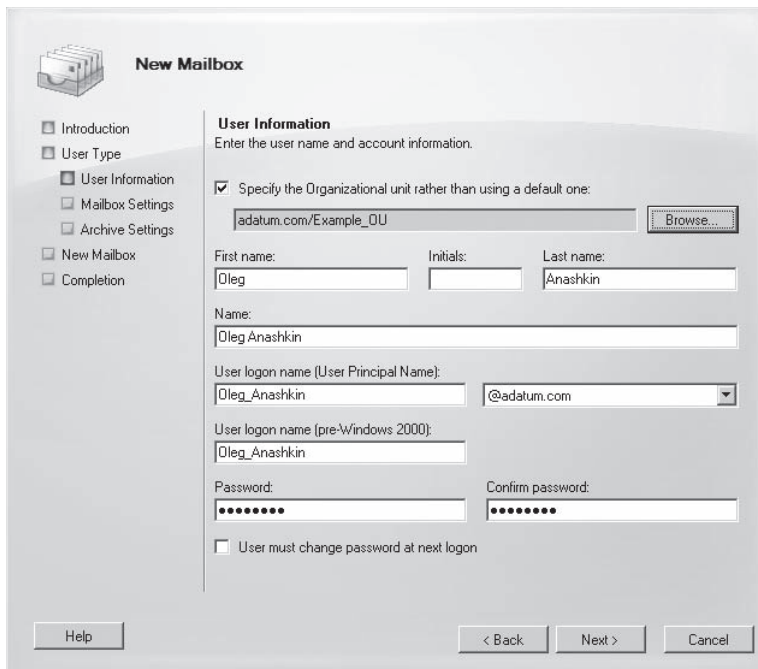 New Mailbox
Introduction
User Type
User Information
Mailbox Settings
Archive Settings
New Mailbox
Completion
User Information
Enter the user name and account information.
Specify the Organizational unit rather than using a default one:
adatum.com/Example_OU
Browse...
First name:
Initials:
Last name:
Oleg
Anashkin
Name:
Oleg Anashkin
User logon name (User Principal Name):
Oleg_Anashkin
@adatum.com
User logon name (pre-Windows 2000):
Oleg_Anashkin
Password:
Confirm password:
●●●●●●●●
●●●●●●●●
User must change password at next logon
Help
< Back
Next >
Cancel